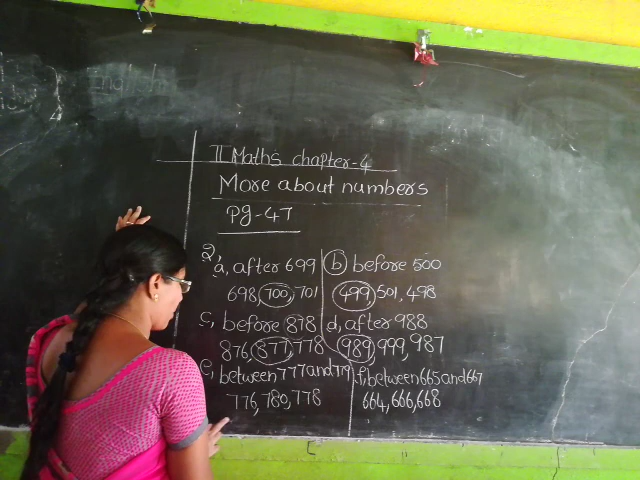 English
II Maths chapter-4
More about numbers
Pg-47
2,
a, after 699
698, 700, 701
b before 500
499, 501, 498
c, before 878
876, 877, 778
d, after 988
989, 999, 987
e, between 777 and 779
776, 780, 778
f, between 665 and 667
664, 666, 668